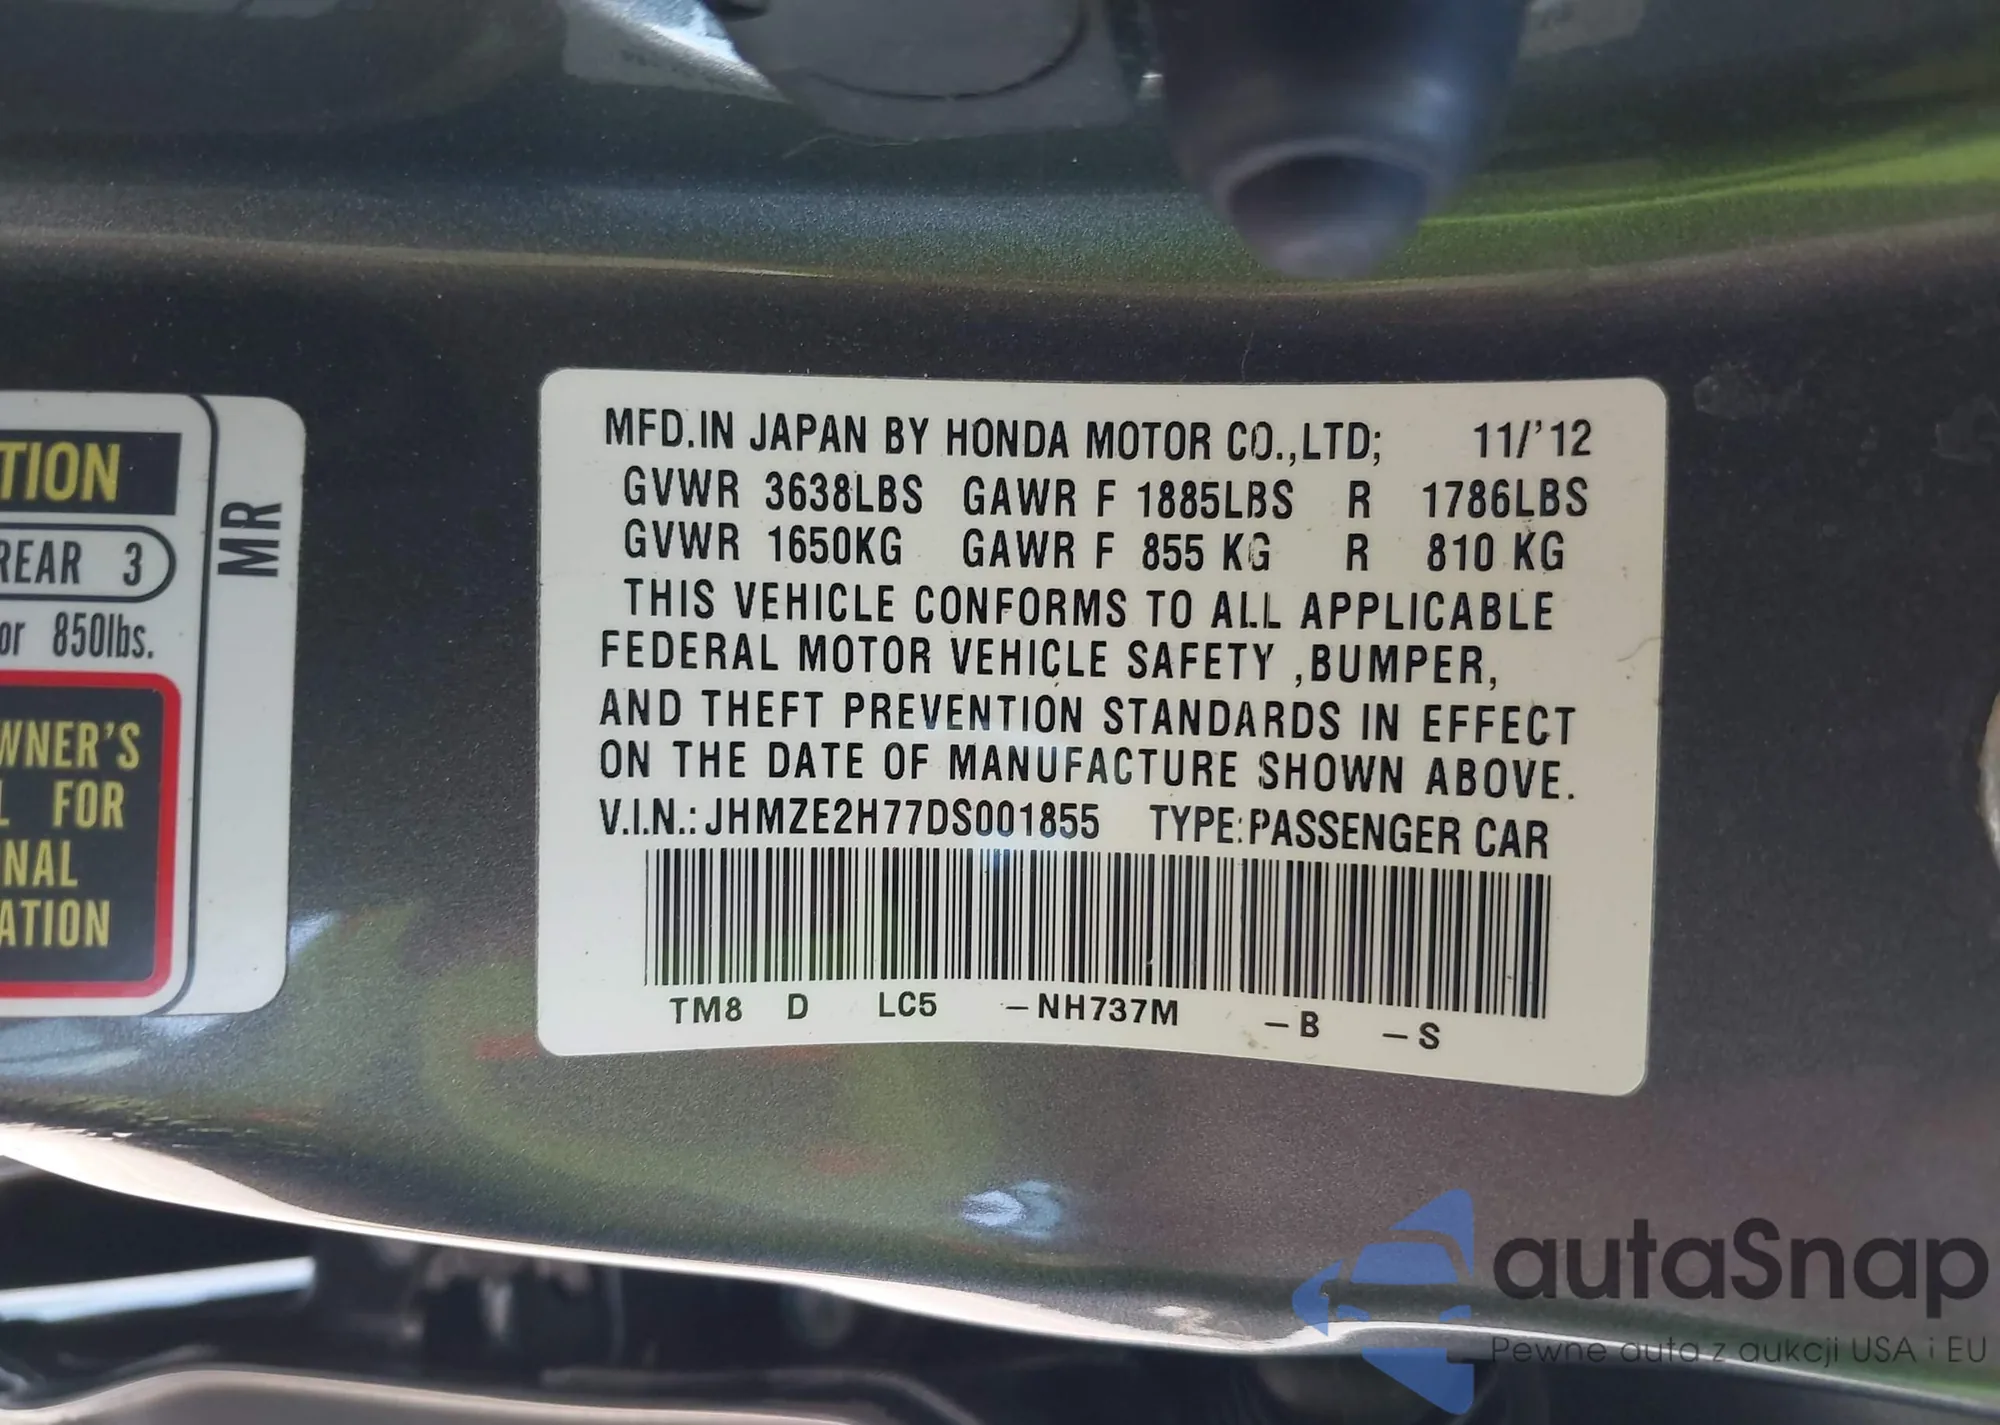 TION
REAR 3
or 850lbs.
WNER'S
L FOR
NAL
ATION
MR
MFD.IN JAPAN BY HONDA MOTOR CO.,LTD; 11/'12
GVWR 3638LBS GAWR F 1885LBS R 1786LBS
GVWR 1650KG GAWR F 855 KG R 810 KG
THIS VEHICLE CONFORMS TO ALL APPLICABLE
FEDERAL MOTOR VEHICLE SAFETY ,BUMPER,
AND THEFT PREVENTION STANDARDS IN EFFECT
ON THE DATE OF MANUFACTURE SHOWN ABOVE.
V.I.N.: JHMZE2H77DS001855 TYPE:PASSENGER CAR
TM8 D LC5 -NH737M -B -S
autaSnap
Pewne auta z aukcji USA i EU